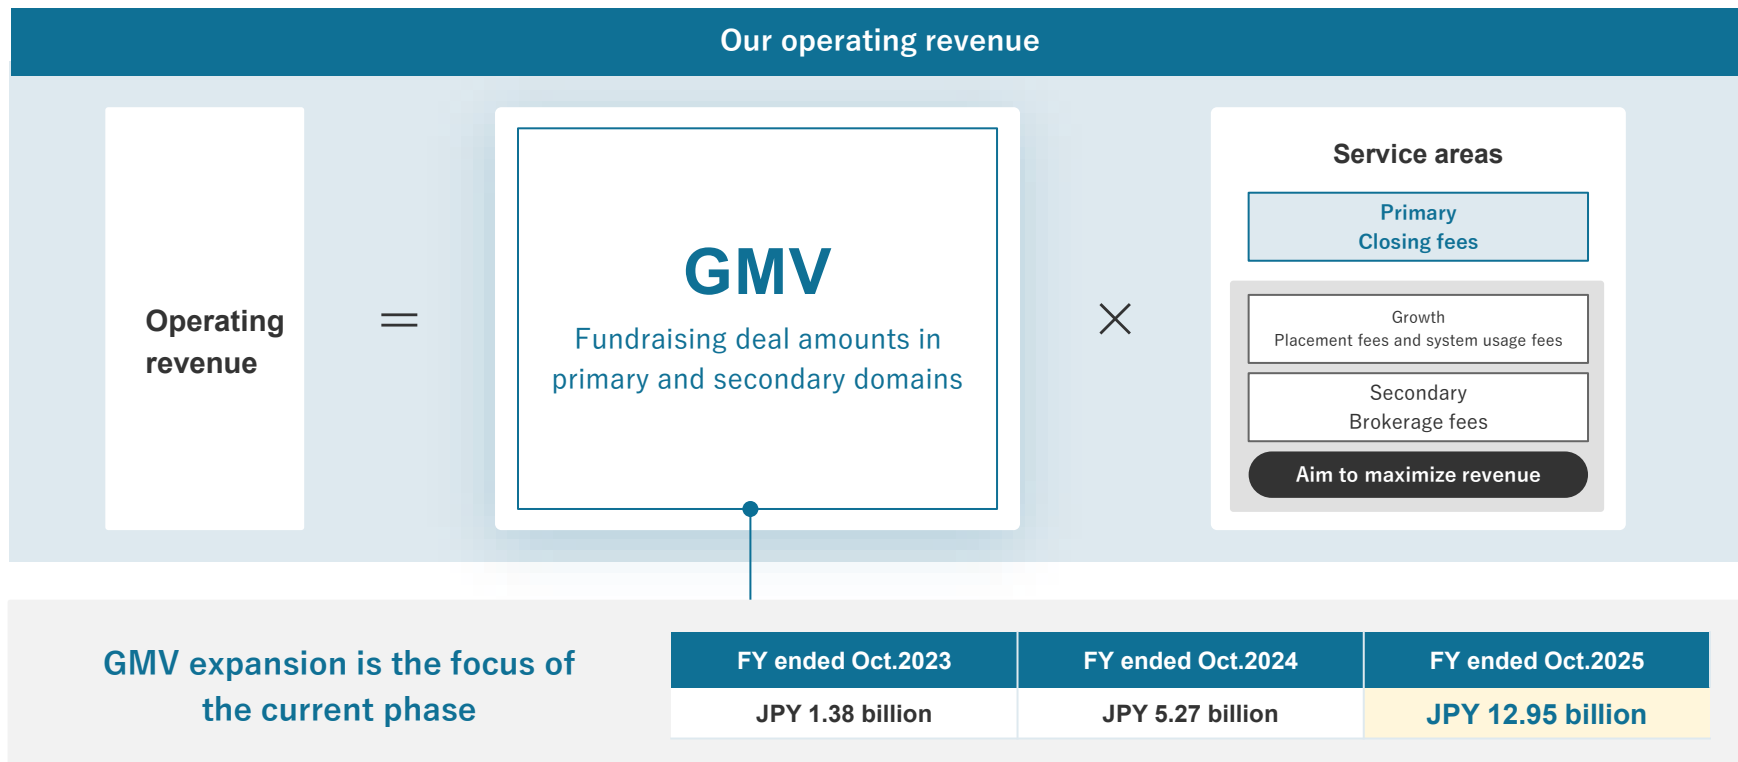 Our operating revenue
Operating
revenue
=
GMV
Fundraising deal amounts in
primary and secondary domains
×
Service areas
Primary
Closing fees
Growth
Placement fees and system usage fees
Secondary
Brokerage fees
Aim to maximize revenue
GMV expansion is the focus of
the current phase
FY ended Oct.2023 FY ended Oct.2024 FY ended Oct.2025
JPY 1.38 billion JPY 5.27 billion JPY 12.95 billion